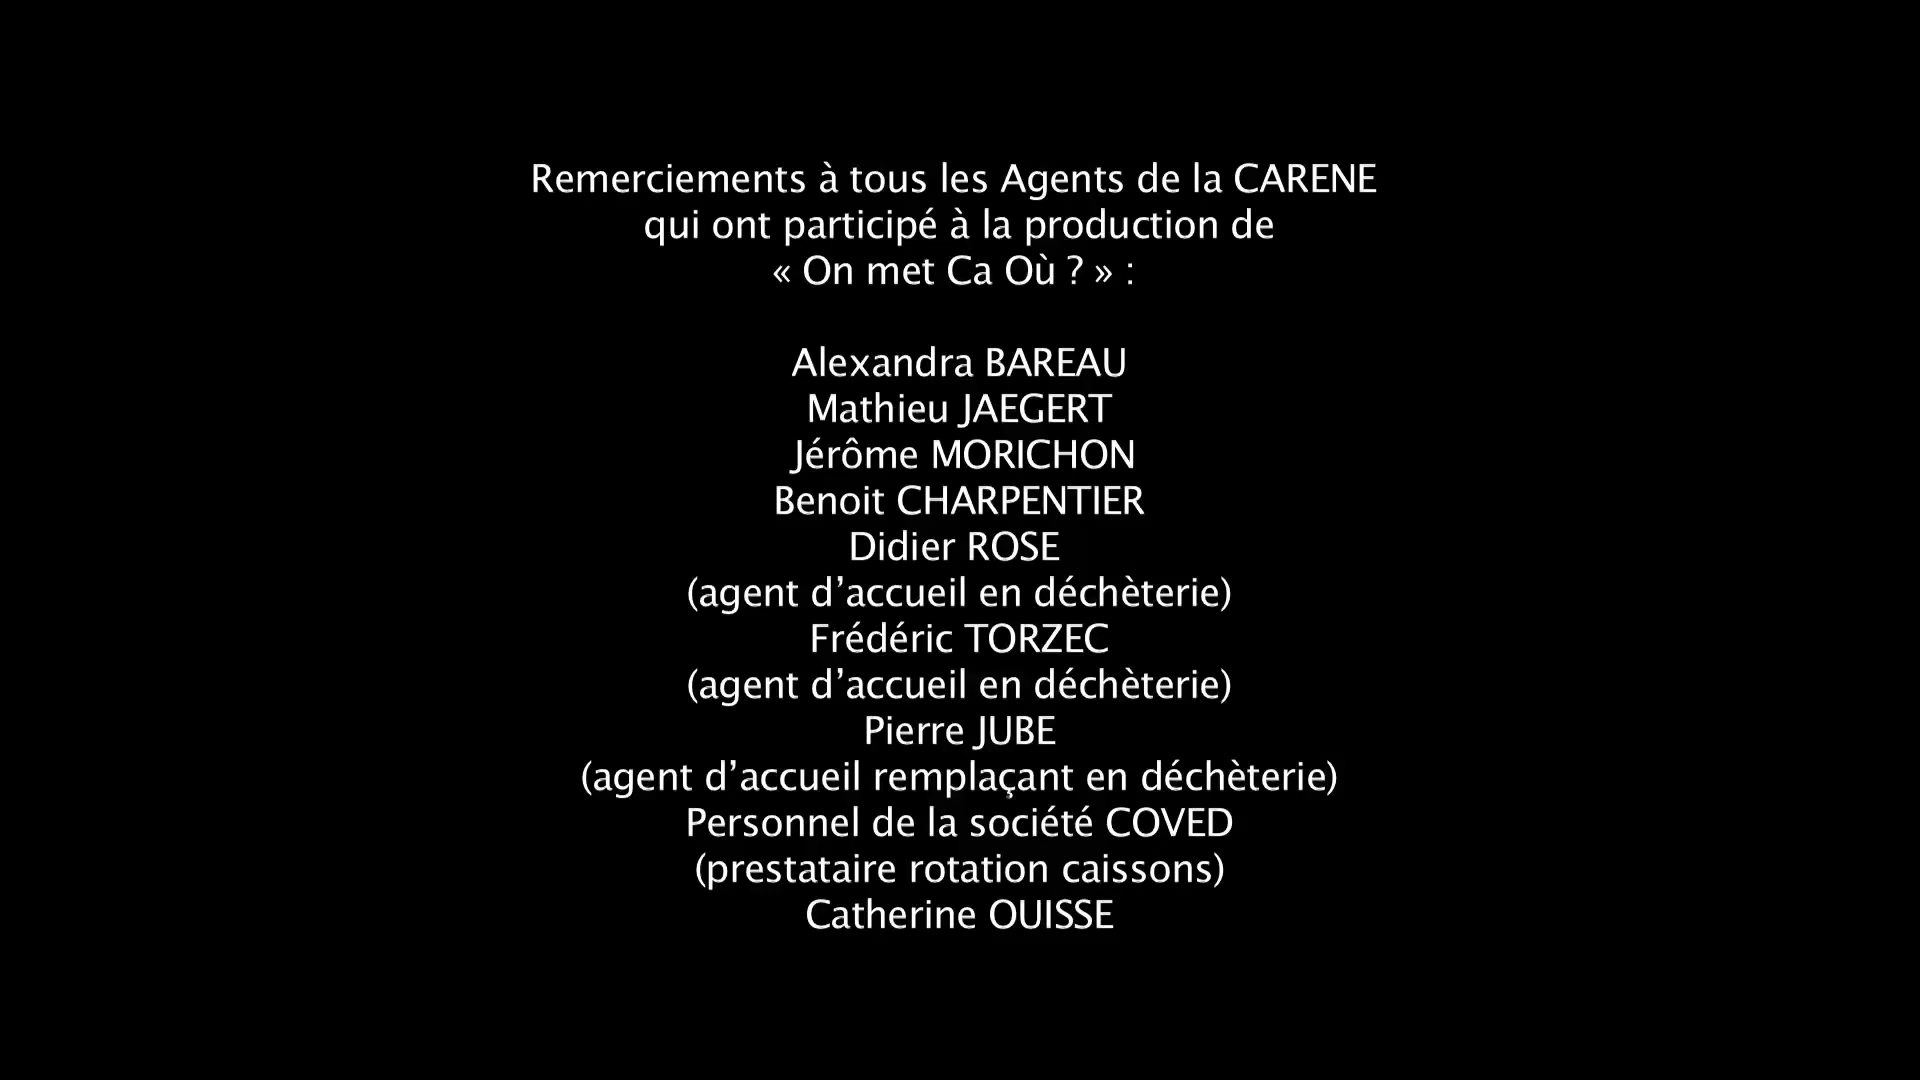 Remerciements à tous les Agents de la CARENE
qui ont participé à la production de
« On met Ca Où ? » :
Alexandra BAREAU
Mathieu JAEGERT
Jérôme MORICHON
Benoit CHARPENTIER
Didier ROSE
(agent d’accueil en déchèterie)
Frédéric TORZEC
(agent d’accueil en déchèterie)
Pierre JUBE
(agent d’accueil remplaçant en déchèterie)
Personnel de la société COVED
(prestataire rotation caissons)
Catherine OUISSE